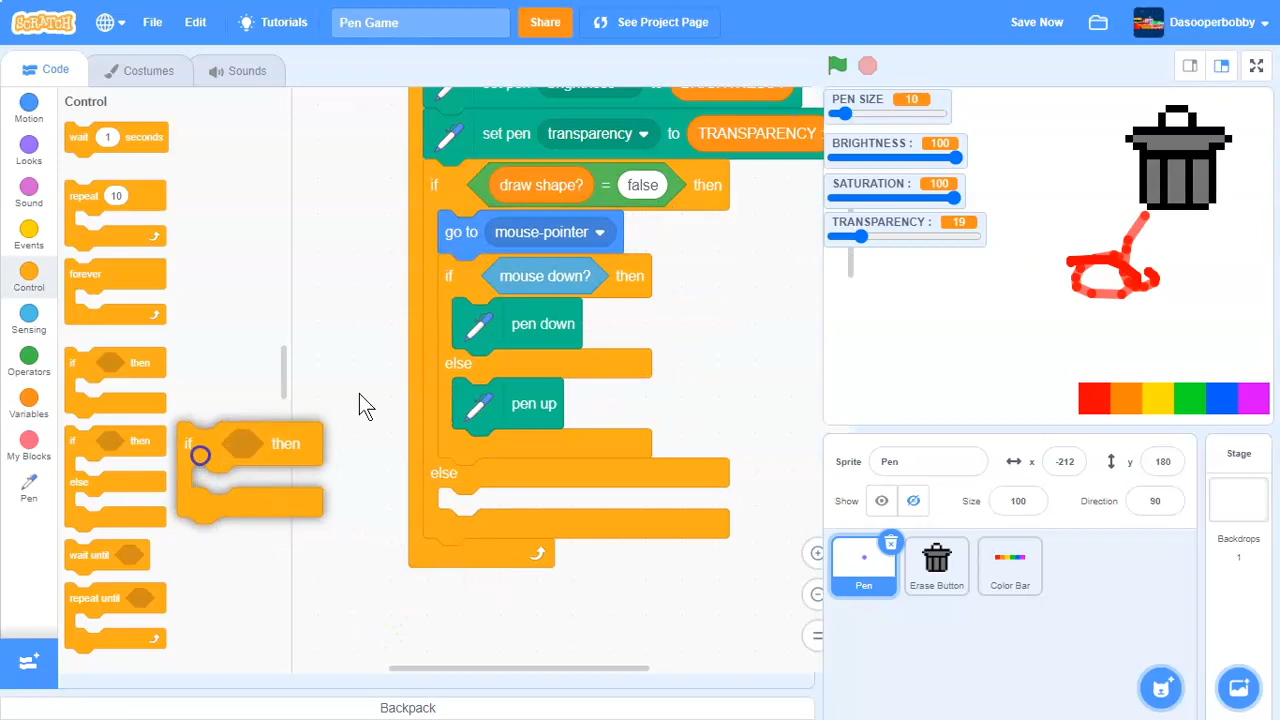 SCRATCH
File
Edit
Tutorials
Pen Game
Share
See Project Page
Save Now
Dasooperbobby
Code
Costumes
Sounds
Motion
Looks
Sound
Events
Control
Sensing
Operators
Variables
My Blocks
Pen
Control
wait 1 seconds
repeat 10
forever
if then
if then
else
wait until
repeat until
if then
set pen brightness to BRIGHTNESS :
set pen transparency ▾ to TRANSPARENCY :
if draw shape? = false then
go to mouse-pointer ▾
if mouse down? then
pen down
else
pen up
else
PEN SIZE 10
BRIGHTNESS : 100
SATURATION : 100
TRANSPARENCY : 19
Sprite Pen x -212 y 180
Show Size 100 Direction 90
Pen
Erase Button
Color Bar
Stage
Backdrops
1
Backpack